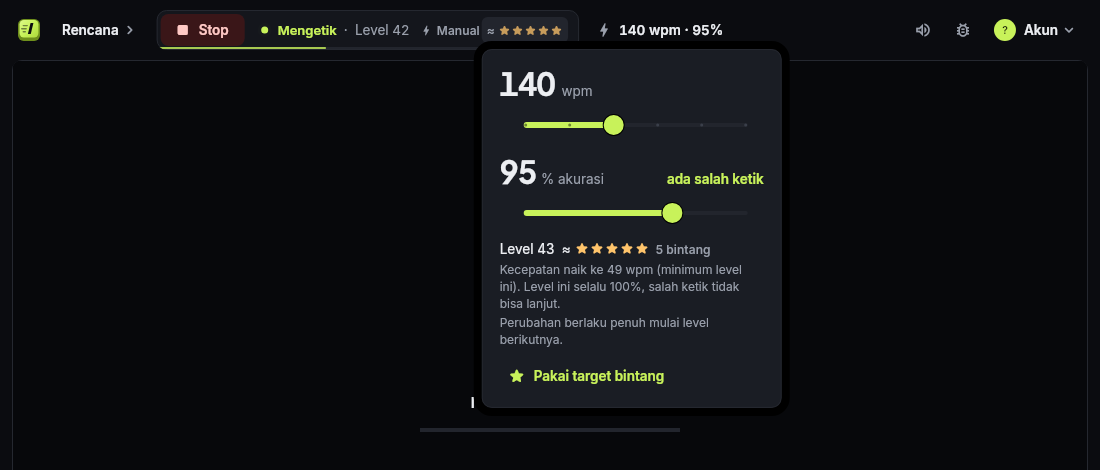 Rencana
Stop
Mengetik · Level 42
Manual
≈ ★★★★★
140 wpm · 95%
?
Akun
140 wpm
95 % akurasi
ada salah ketik
Level 43 ≈ ★★★★★ 5 bintang
Kecepatan naik ke 49 wpm (minimum level
ini). Level ini selalu 100%, salah ketik tidak
bisa lanjut.
Perubahan berlaku penuh mulai level
berikutnya.
Pakai target bintang